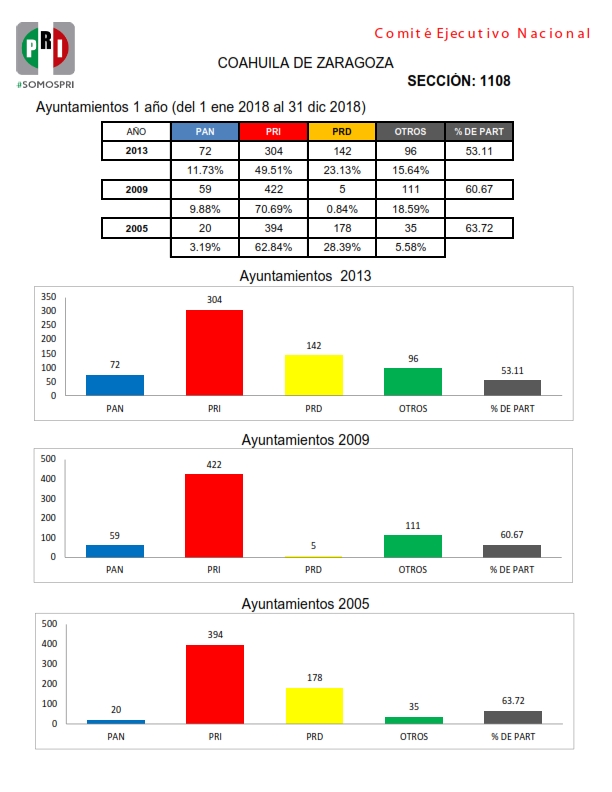 Comité Ejecutivo Nacional
PRI
#SOMOSPRI
COAHUILA DE ZARAGOZA
SECCIÓN: 1108
Ayuntamientos 1 año (del 1 ene 2018 al 31 dic 2018)
AÑO PAN PRI PRD OTROS % DE PART
2013 72 304 142 96 53.11
11.73% 49.51% 23.13% 15.64%
2009 59 422 5 111 60.67
9.88% 70.69% 0.84% 18.59%
2005 20 394 178 35 63.72
3.19% 62.84% 28.39% 5.58%
Ayuntamientos 2013
350
300
250
200
150
100
50
0
72
304
142
96
53.11
PAN PRI PRD OTROS % DE PART
Ayuntamientos 2009
500
400
300
200
100
0
59
422
5
111
60.67
PAN PRI PRD OTROS % DE PART
Ayuntamientos 2005
500
400
300
200
100
0
20
394
178
35
63.72
PAN PRI PRD OTROS % DE PART